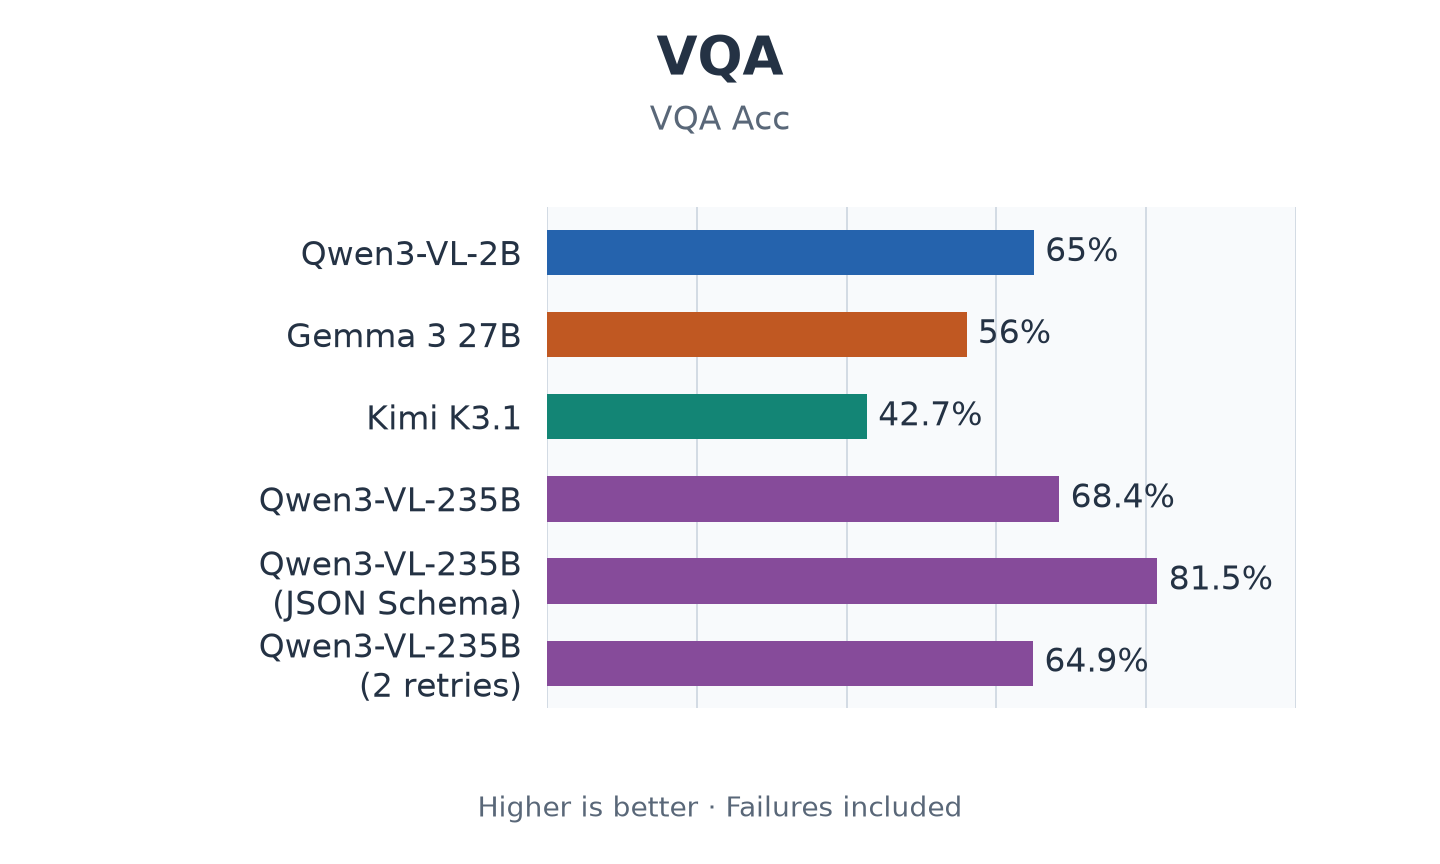 VQA
VQA Acc
Qwen3-VL-2B
65%
Gemma 3 27B
56%
Kimi K3.1
42.7%
Qwen3-VL-235B
68.4%
Qwen3-VL-235B
(JSON Schema)
81.5%
Qwen3-VL-235B
(2 retries)
64.9%
Higher is better · Failures included